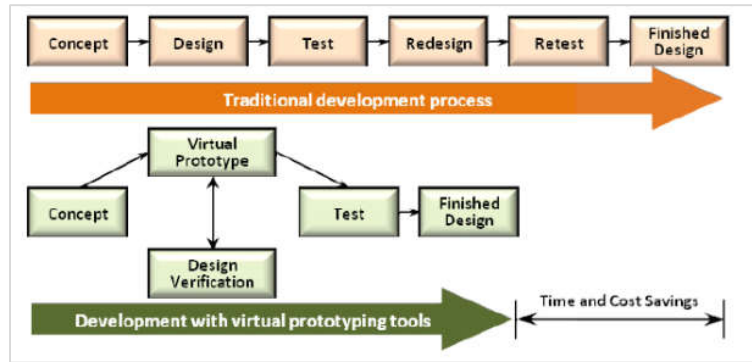 Concept
Design
Test
Redesign
Retest
Finished
Design
Traditional development process
Virtual
Prototype
Concept
Test
Finished
Design
Design
Verification
Development with virtual prototyping tools
Time and Cost Savings